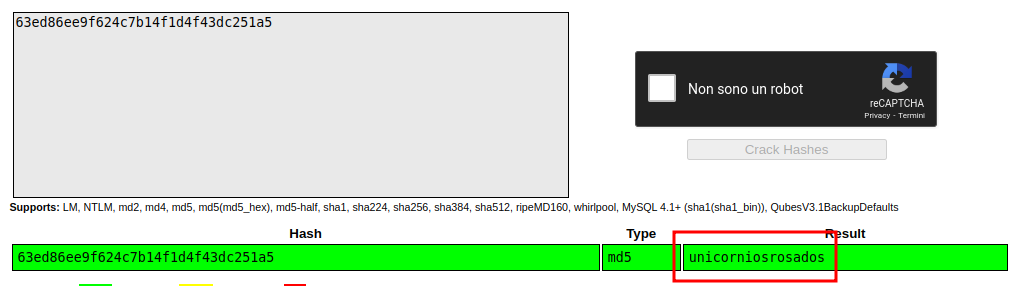 63ed86ee9f624c7b14f1d4f43dc251a5
Non sono un robot
reCAPTCHA
Privacy - Termini
Crack Hashes
Supports: LM, NTLM, md2, md4, md5, md5(md5_hex), md5-half, sha1, sha224, sha256, sha384, sha512, ripeMD160, whirlpool, MySQL 4.1+ (sha1(sha1_bin)), QubesV3.1BackupDefaults
Hash Type Result
63ed86ee9f624c7b14f1d4f43dc251a5 md5 unicorniosrosados